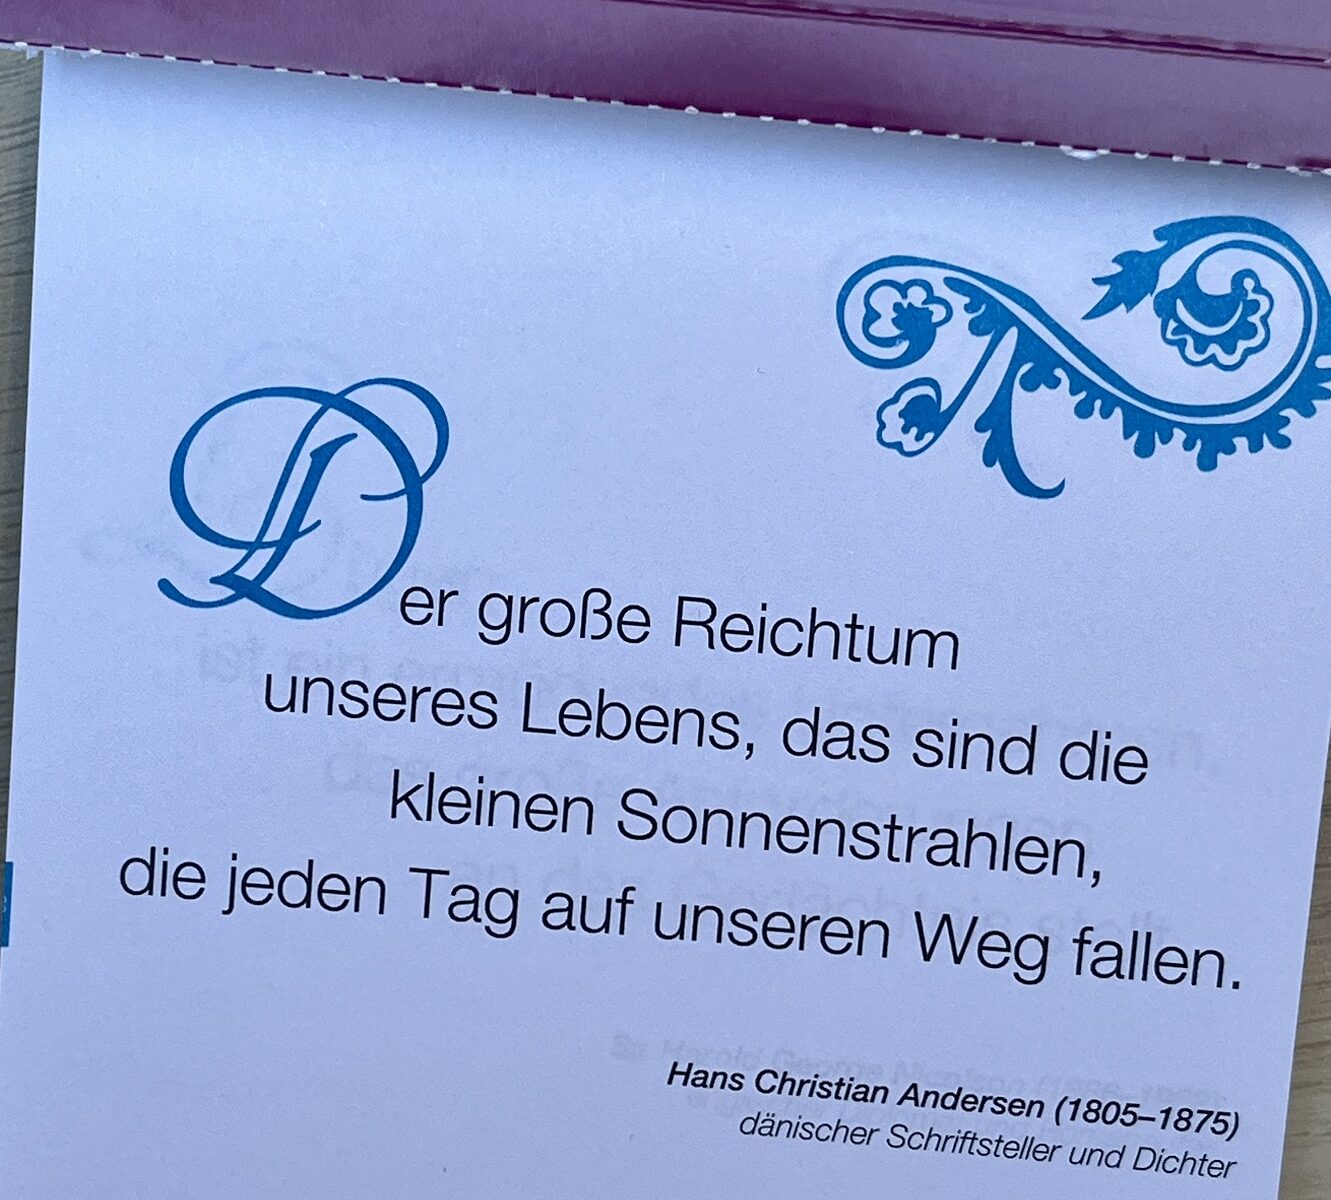 Der große Reichtum
unseres Lebens, das sind die
kleinen Sonnenstrahlen,
die jeden Tag auf unseren Weg fallen.
Hans Christian Andersen (1805–1875)
dänischer Schriftsteller und Dichter